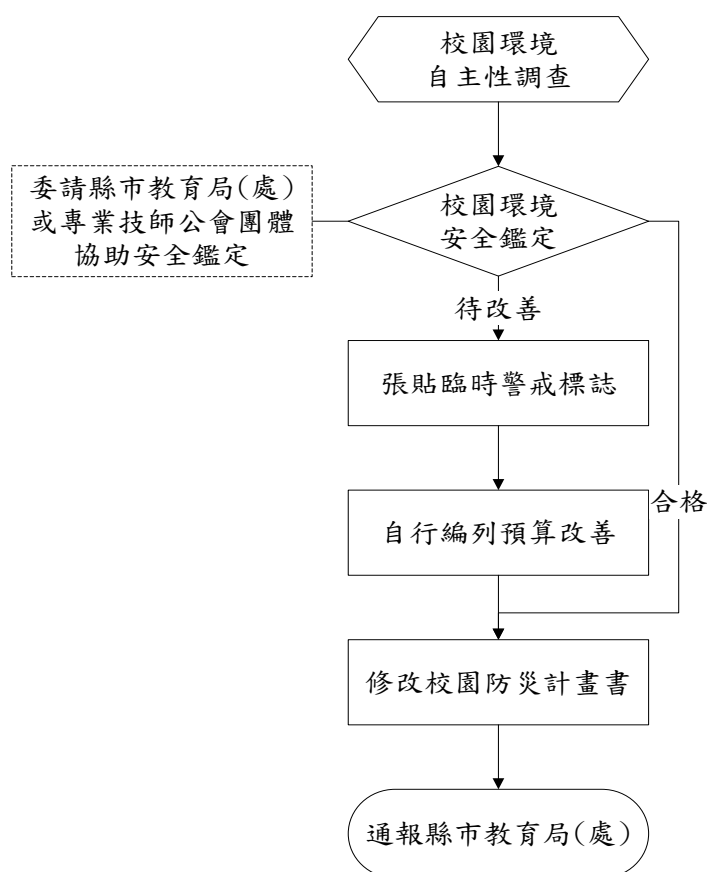 校園環境
自主性調查
委請縣市教育局(處)
或專業技師公會團體
協助安全鑑定
校園環境
安全鑑定
待改善
張貼臨時警戒標誌
自行編列預算改善
合格
修改校園防災計畫書
通報縣市教育局(處)